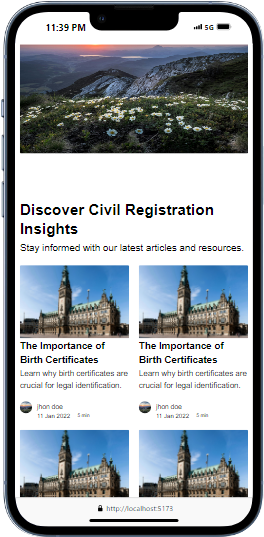 11:39 PM
5G
Discover Civil Registration
Insights
Stay informed with our latest articles and resources.
The Importance of
Birth Certificates
Learn why birth certificates are
crucial for legal identification.
jhon doe
11 Jan 2022 5 min
The Importance of
Birth Certificates
Learn why birth certificates are
crucial for legal identification.
jhon doe
11 Jan 2022 5 min
http://localhost:5173